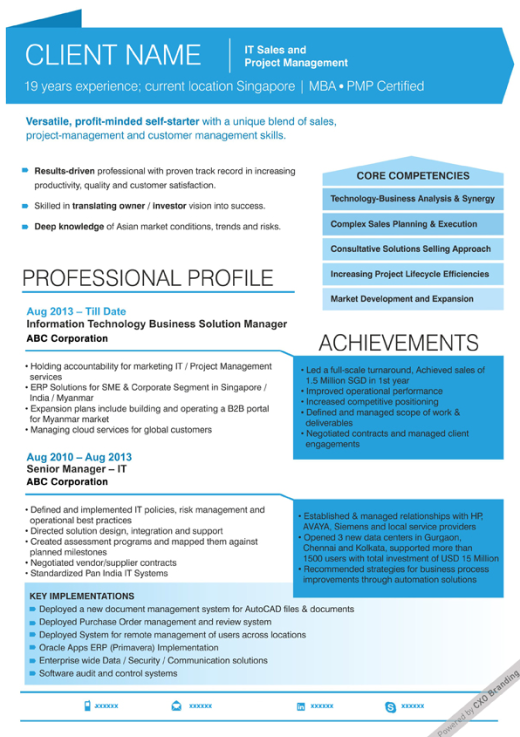 CLIENT NAME
IT Sales and
Project Management
19 years experience; current location Singapore | MBA • PMP Certified
Versatile, profit-minded self-starter with a unique blend of sales,
project-management and customer management skills.
Results-driven professional with proven track record in increasing
productivity, quality and customer satisfaction.
Skilled in translating owner / investor vision into success.
Deep knowledge of Asian market conditions, trends and risks.
CORE COMPETENCIES
Technology-Business Analysis & Synergy
Complex Sales Planning & Execution
Consultative Solutions Selling Approach
Increasing Project Lifecycle Efficiencies
Market Development and Expansion
PROFESSIONAL PROFILE
Aug 2013 – Till Date
Information Technology Business Solution Manager
ABC Corporation
• Holding accountability for marketing IT / Project Management
services
• ERP Solutions for SME & Corporate Segment in Singapore /
India / Myanmar
• Expansion plans include building and operating a B2B portal
for Myanmar market
• Managing cloud services for global customers
ACHIEVEMENTS
• Led a full-scale turnaround, Achieved sales of
1.5 Million SGD in 1st year
• Improved operational performance
• Increased competitive positioning
• Defined and managed scope of work &
deliverables
• Negotiated contracts and managed client
engagements
Aug 2010 – Aug 2013
Senior Manager – IT
ABC Corporation
• Defined and implemented IT policies, risk management and
operational best practices
• Directed solution design, integration and support
• Created assessment programs and mapped them against
planned milestones
• Negotiated vendor/supplier contracts
• Standardized Pan India IT Systems
• Established & managed relationships with HP,
AVAYA, Siemens and local service providers
• Opened 3 new data centers in Gurgaon,
Chennai and Kolkata, supported more than
1500 users with total investment of USD 15 Million
• Recommended strategies for business process
improvements through automation solutions
KEY IMPLEMENTATIONS
Deployed a new document management system for AutoCAD files & documents
Deployed Purchase Order management and review system
Deployed System for remote management of users across locations
Oracle Apps ERP (Primavera) Implementation
Enterprise wide Data / Security / Communication solutions
Software audit and control systems
xxxxxx
xxxxxx
in xxxxxx
S xxxxxx
Powered by CXO Branding